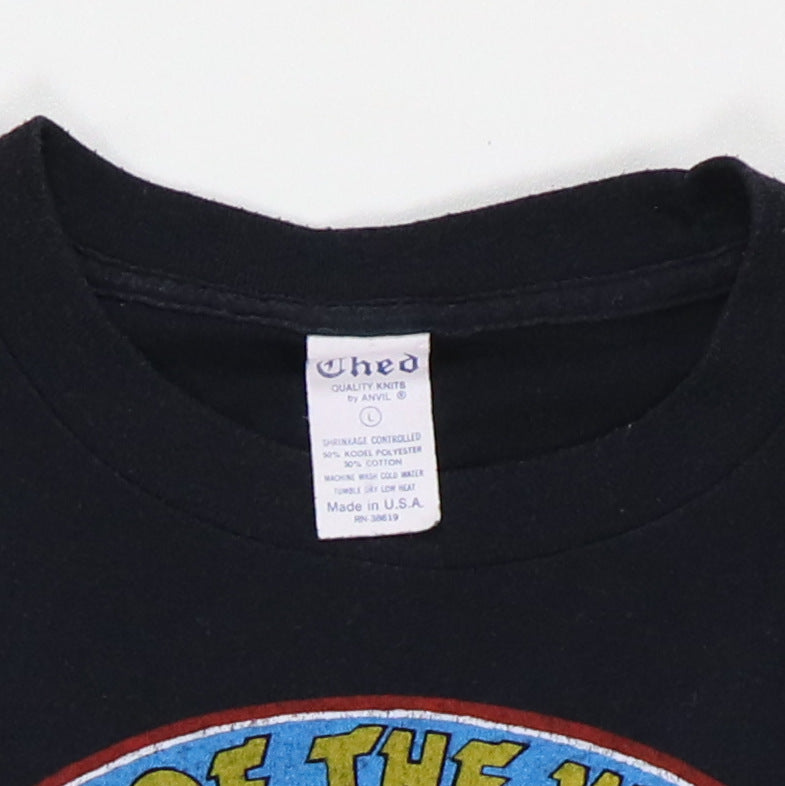 Ched
QUALITY KNITS
by ANVIL ®
L
SHRINKAGE CONTROLLED
50% KODEL POLYESTER
50% COTTON
MACHINE WASH COLD WATER
TUMBLE DRY LOW HEAT
Made in U.S.A.
RN-38619
OF THE